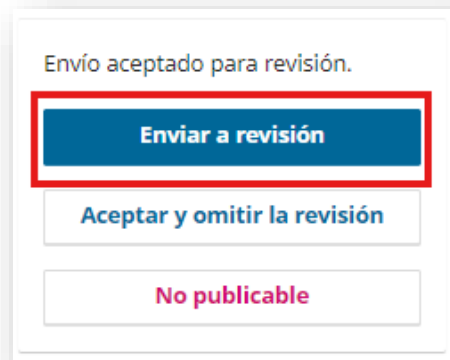 Envío aceptado para revisión.
Enviar a revisión
Aceptar y omitir la revisión
No publicable